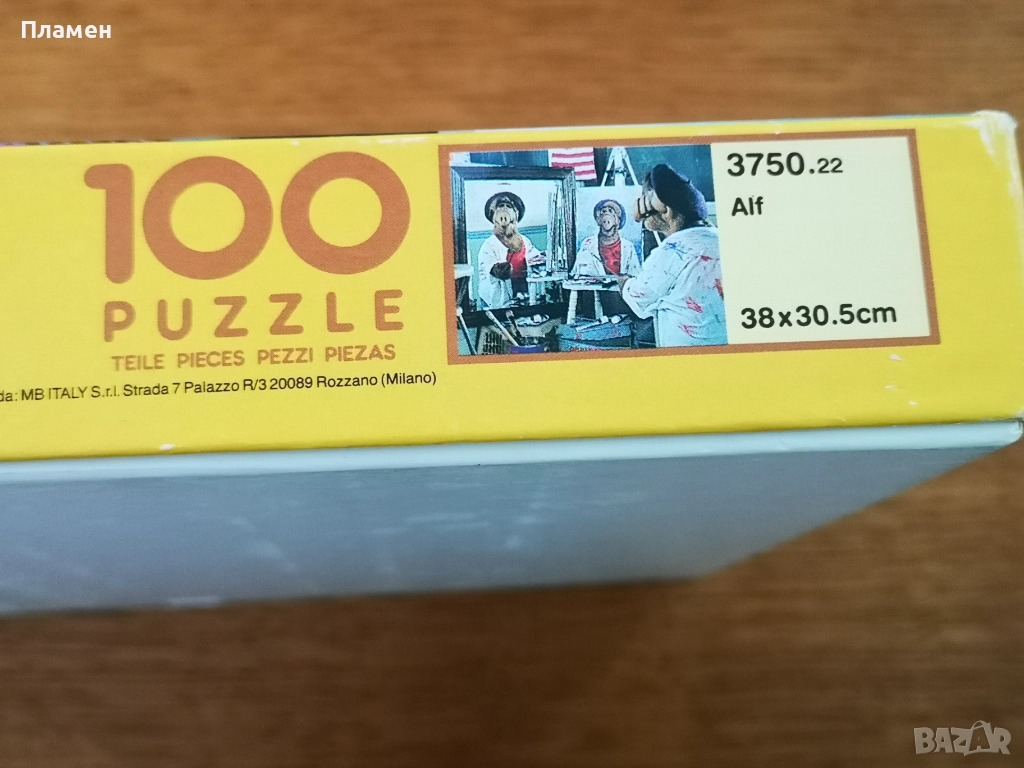 Пламен
100
PUZZLE
TEILE PIECES PEZZI PIEZAS
da: MB ITALY S.r.l. Strada 7 Palazzo R/3 20089 Rozzano (Milano)
3750.22
Alf
38x30.5cm
BAZAR